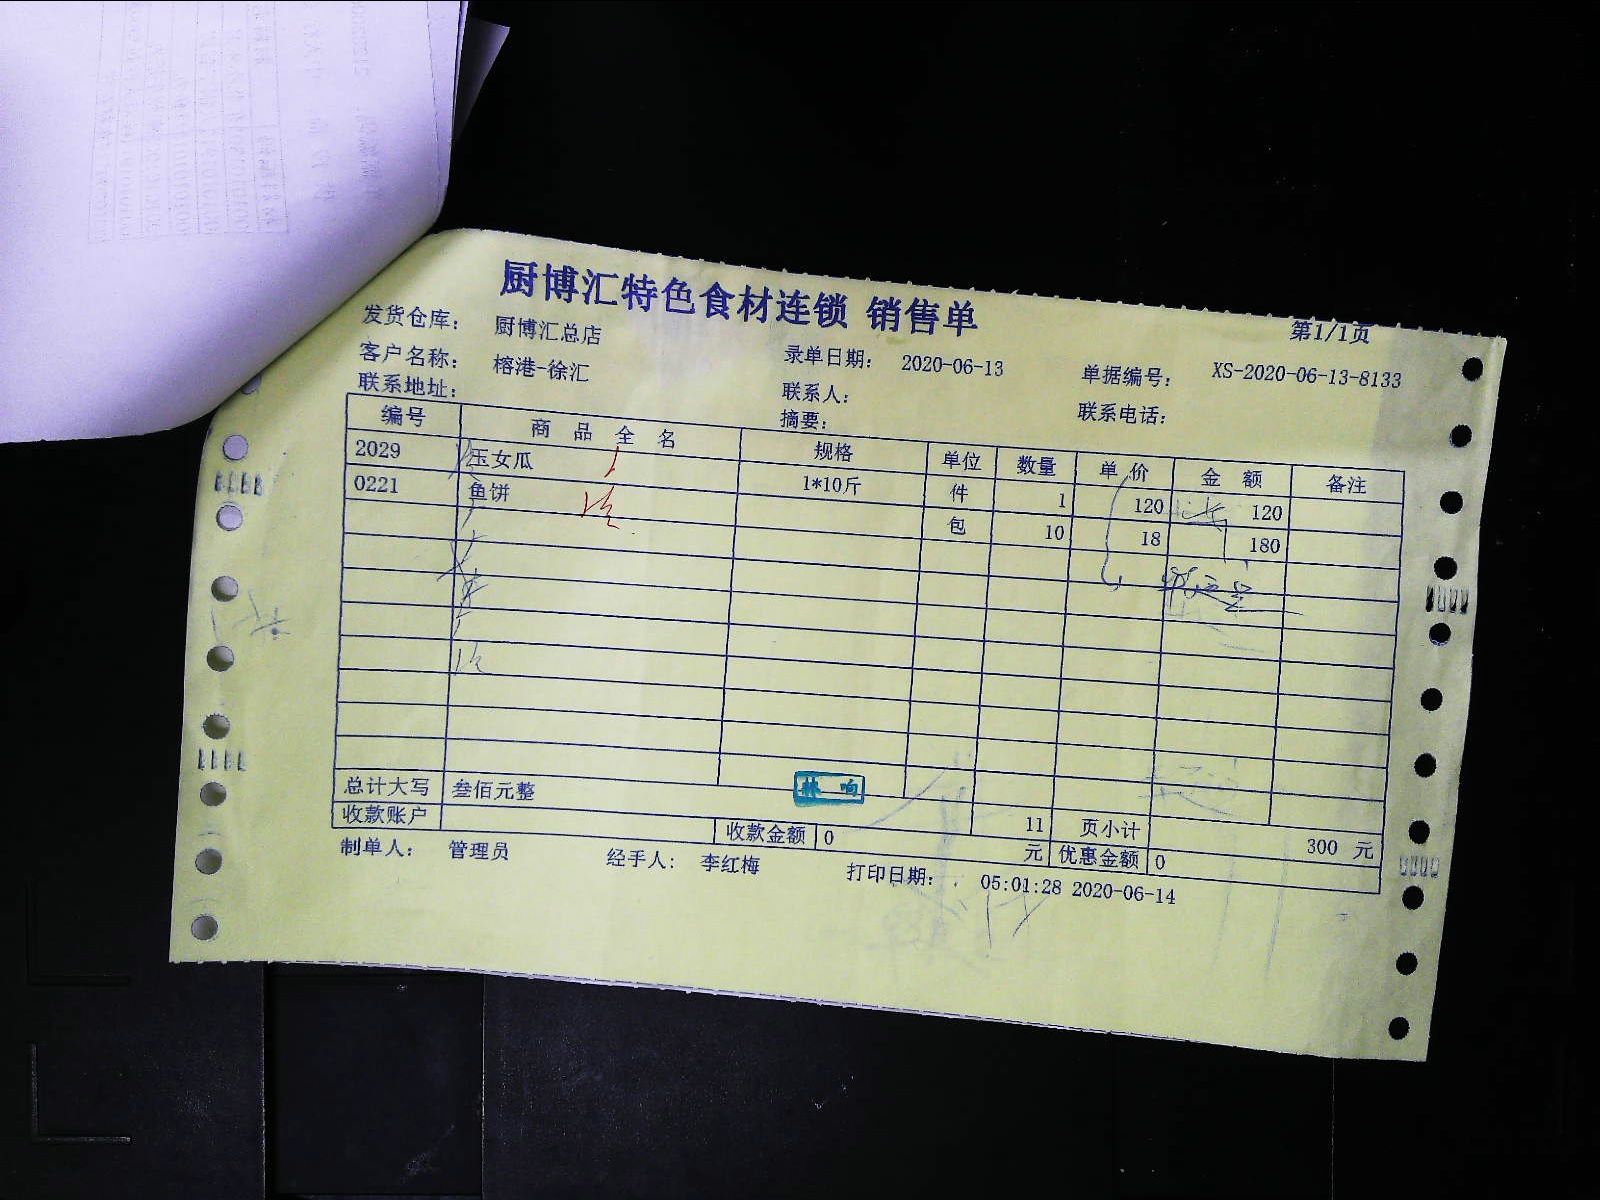 厨博汇特色食材连锁 销售单
第1/1页
发货仓库： 厨博汇总店
录单日期： 2020-06-13
单据编号： XS-2020-06-13-8133
客户名称： 榕港-徐汇
联系人：
联系电话：
联系地址：
摘要：
编号 商品全名 规格 单位 数量 单价 金额 备注
2029 玉女瓜 1*10斤 件 1 120 120
0221 鱼饼 包 10 18 180
总计大写 叁佰元整 11 页小计 300 元
林 响
收款账户 收款金额 0 元 优惠金额 0
制单人： 管理员 经手人： 李红梅 打印日期： 05:01:28 2020-06-14